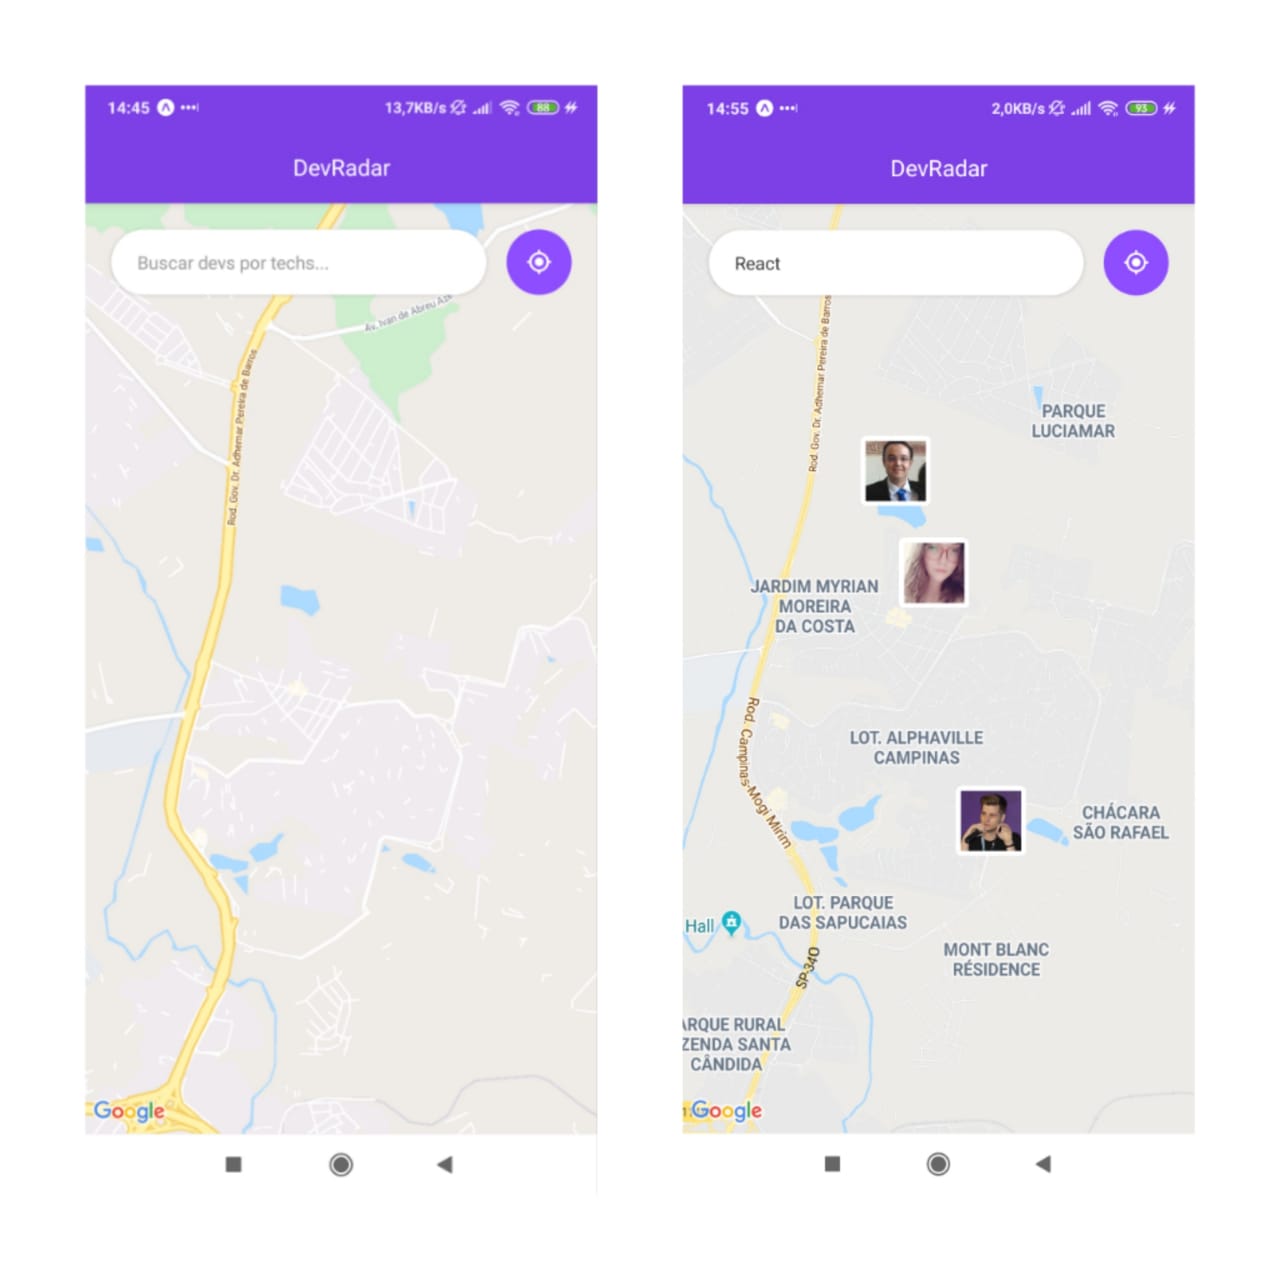 14:45
13,7KB/s
88
DevRadar
Buscar devs por techs...
Av. Ivan de Abreu Aze
Rod. Gov. Dr. Adhemar Pereira de Barros
Google
14:55
2,0KB/s
93
DevRadar
React
Rod. Gov. Dr. Adhemar Pereira de Barros
PARQUE
LUCIAMAR
JARDIM MYRIAN
MOREIRA
DA COSTA
Rod. Campinas-Mogi Mirim
LOT. ALPHAVILLE
CAMPINAS
CHÁCARA
SÃO RAFAEL
LOT. PARQUE
DAS SAPUCAIAS
Hall
MONT BLANC
RÉSIDENCE
SP-340
ARQUE RURAL
ZENDA SANTA
CÂNDIDA
Google